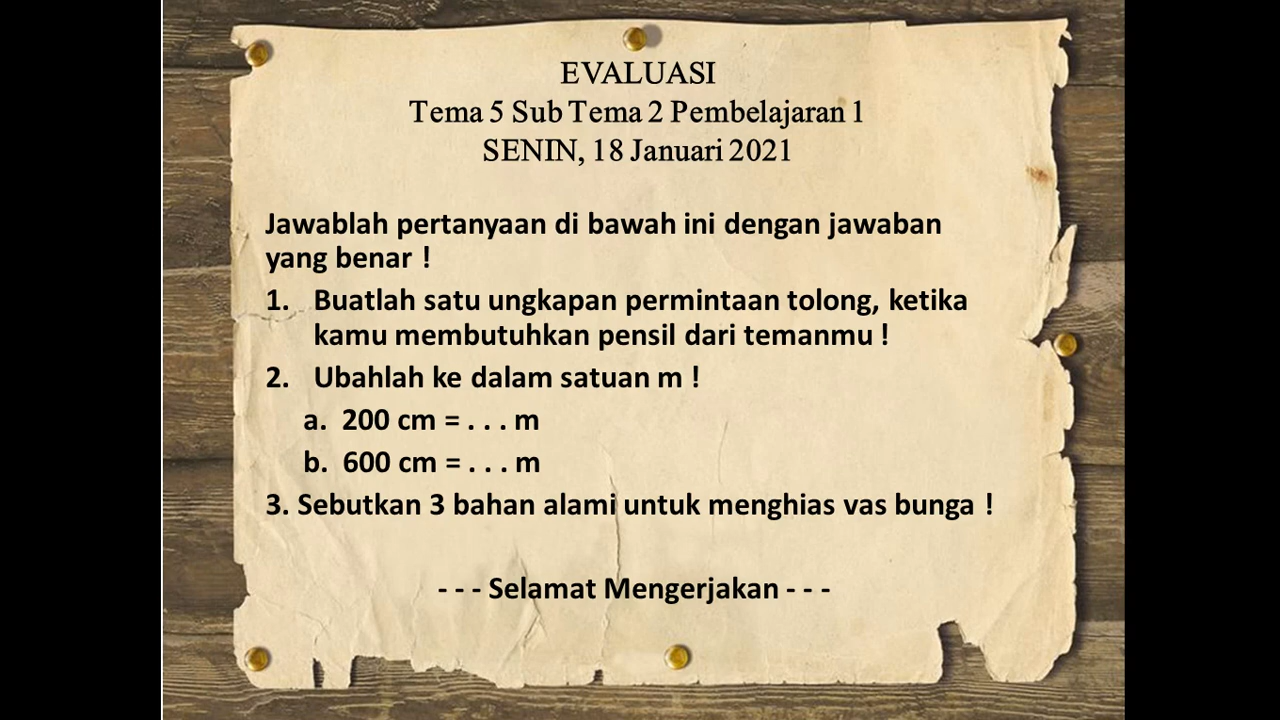 EVALUASI
Tema 5 Sub Tema 2 Pembelajaran 1
SENIN, 18 Januari 2021
Jawablah pertanyaan di bawah ini dengan jawaban
yang benar !
1. Buatlah satu ungkapan permintaan tolong, ketika
kamu membutuhkan pensil dari temanmu !
2. Ubahlah ke dalam satuan m !
a. 200 cm = . . . m
b. 600 cm = . . . m
3. Sebutkan 3 bahan alami untuk menghias vas bunga !
- - - Selamat Mengerjakan - - -